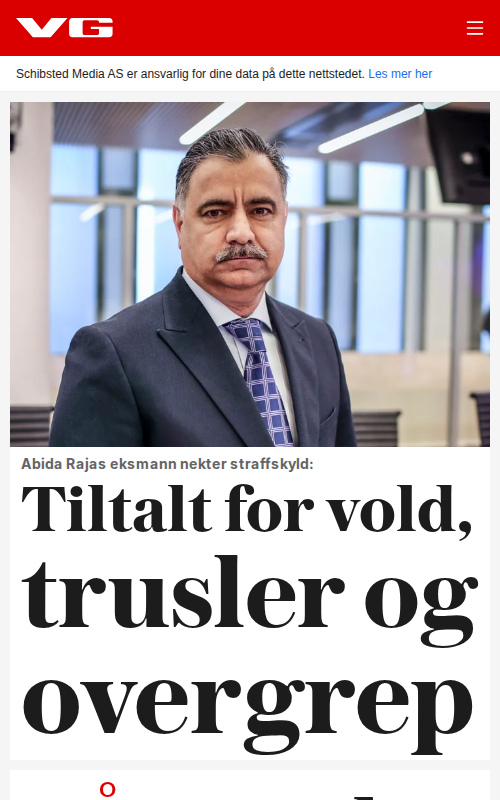 VG
Schibsted Media AS er ansvarlig for dine data på dette nettstedet. Les mer her
Abida Rajas eksmann nekter straffskyld:
Tiltalt for vold,
trusler og
overgrep